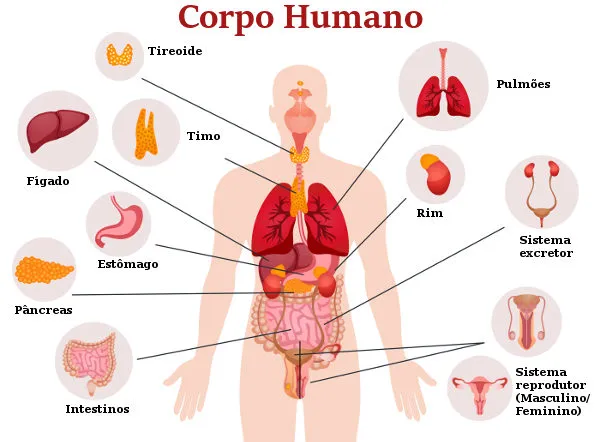 Corpo Humano
Tireoide
Pulmões
Timo
Fígado
Rim
Sistema
excretor
Estômago
Pâncreas
Sistema
reprodutor
(Masculino/
Feminino)
Intestinos